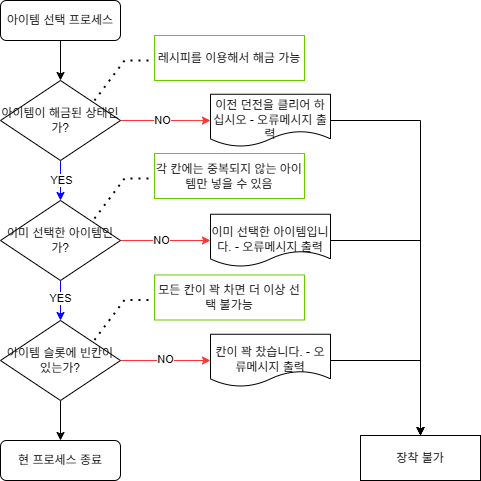 아이템 선택 프로세스
레시피를 이용해서 해금 가능
아이템이 해금된 상태인
가?
NO
이전 던전을 클리어 하
십시오 - 오류메시지 출
력
YES
각 칸에는 중복되지 않는 아이
템만 넣을 수 있음
이미 선택한 아이템인
가?
NO
이미 선택한 아이템입니
다. - 오류메시지 출력
YES
모든 칸이 꽉 차면 더 이상 선
택 불가능
아이템 슬롯에 빈칸이
있는가?
NO
칸이 꽉 찼습니다. - 오
류메시지 출력
현 프로세스 종료
장착 불가